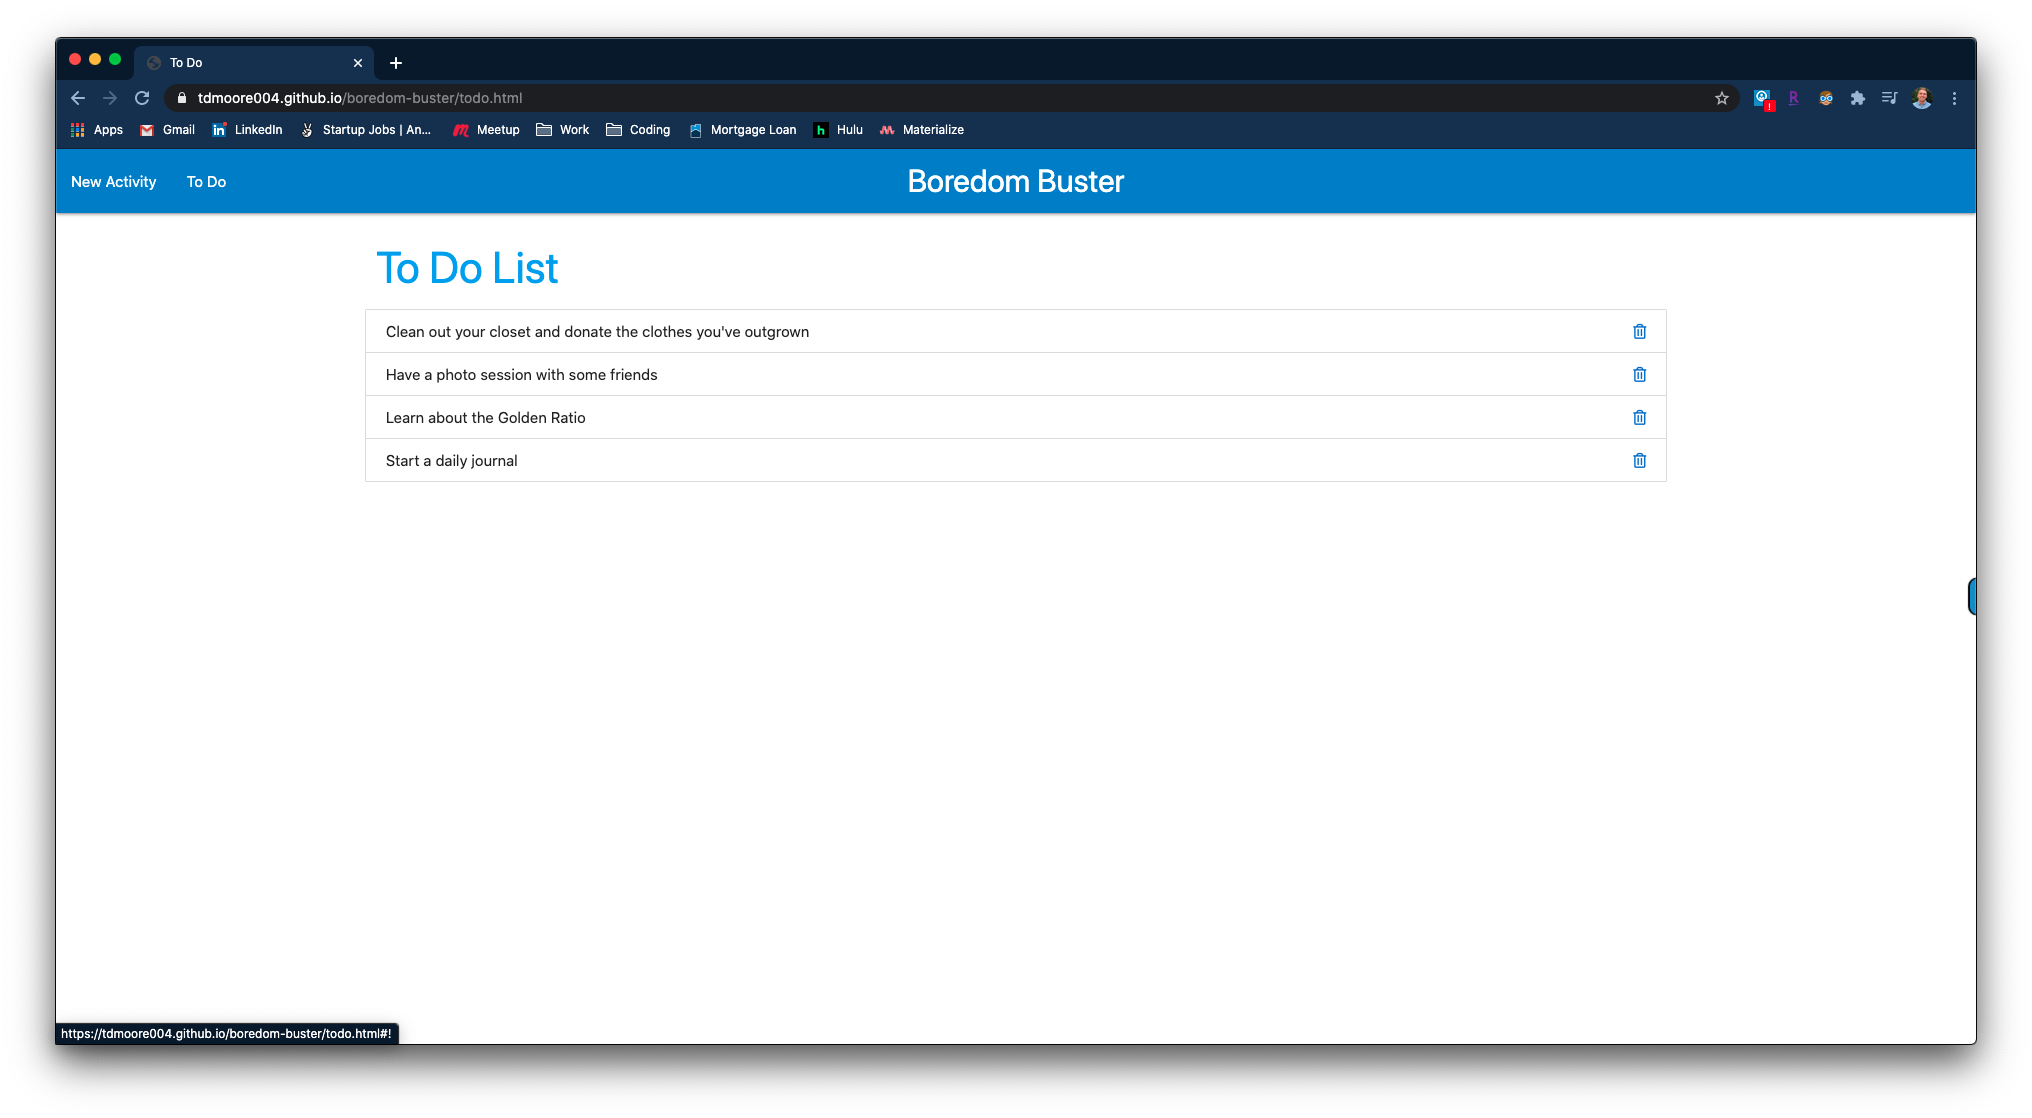 To Do
tdmoore004.github.io/boredom-buster/todo.html
Apps Gmail LinkedIn Startup Jobs | An... Meetup Work Coding Mortgage Loan Hulu Materialize
New Activity To Do Boredom Buster
To Do List
Clean out your closet and donate the clothes you've outgrown
Have a photo session with some friends
Learn about the Golden Ratio
Start a daily journal
https://tdmoore004.github.io/boredom-buster/todo.html#!